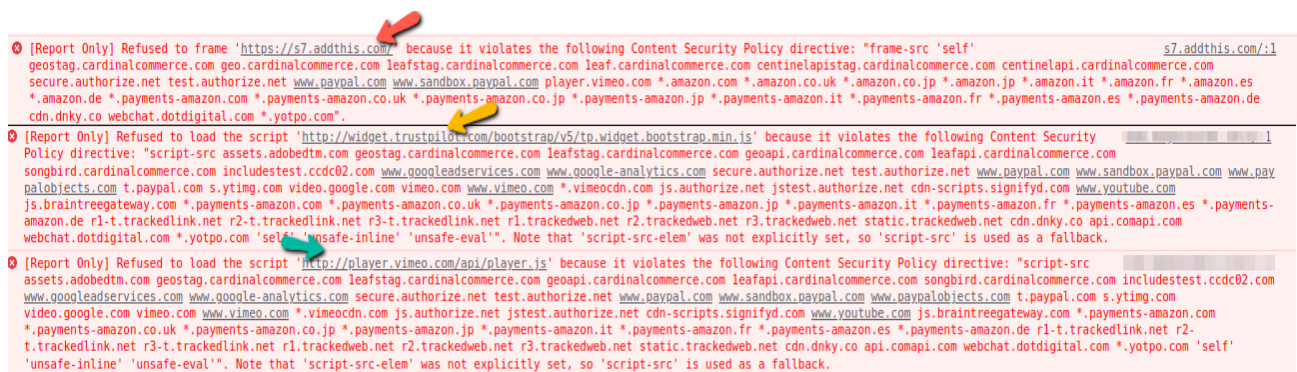 [Report Only] Refused to frame 'https://s7.addthis.com/' because it violates the following Content Security Policy directive: "frame-src 'self' s7.addthis.com/:1
geostag.cardinalcommerce.com geo.cardinalcommerce.com 1eafstag.cardinalcommerce.com 1eaf.cardinalcommerce.com centinelapistag.cardinalcommerce.com centinelapi.cardinalcommerce.com
secure.authorize.net test.authorize.net www.paypal.com www.sandbox.paypal.com player.vimeo.com *.amazon.com *.amazon.co.uk *.amazon.co.jp *.amazon.jp *.amazon.it *.amazon.fr *.amazon.es
*.amazon.de *.payments-amazon.com *.payments-amazon.co.uk *.payments-amazon.co.jp *.payments-amazon.jp *.payments-amazon.it *.payments-amazon.fr *.payments-amazon.es *.payments-amazon.de
cdn.dnky.co webchat.dotdigital.com *.yotpo.com".
[Report Only] Refused to load the script 'http://widget.trustpilot.com/bootstrap/v5/tp.widget.bootstrap.min.js' because it violates the following Content Security 1
Policy directive: "script-src assets.adobedtm.com geostag.cardinalcommerce.com 1eafstag.cardinalcommerce.com geoapi.cardinalcommerce.com 1eafapi.cardinalcommerce.com
songbird.cardinalcommerce.com includestest.ccdc02.com www.googleadservices.com www.google-analytics.com secure.authorize.net test.authorize.net www.paypal.com www.sandbox.paypal.com www.pay
palobjects.com t.paypal.com s.ytimg.com video.google.com vimeo.com www.vimeo.com *.vimeocdn.com js.authorize.net jstest.authorize.net cdn-scripts.signifyd.com www.youtube.com
js.braintreegateway.com *.payments-amazon.com *.payments-amazon.co.uk *.payments-amazon.co.jp *.payments-amazon.jp *.payments-amazon.it *.payments-amazon.fr *.payments-amazon.es *.payments-
amazon.de r1-t.trackedlink.net r2-t.trackedlink.net r3-t.trackedlink.net r1.trackedweb.net r2.trackedweb.net r3.trackedweb.net static.trackedweb.net cdn.dnky.co api.comapi.com
webchat.dotdigital.com *.yotpo.com 'self' 'unsafe-inline' 'unsafe-eval'". Note that 'script-src-elem' was not explicitly set, so 'script-src' is used as a fallback.
[Report Only] Refused to load the script 'http://player.vimeo.com/api/player.js' because it violates the following Content Security Policy directive: "script-src
assets.adobedtm.com geostag.cardinalcommerce.com 1eafstag.cardinalcommerce.com geoapi.cardinalcommerce.com 1eafapi.cardinalcommerce.com songbird.cardinalcommerce.com includestest.ccdc02.com
www.googleadservices.com www.google-analytics.com secure.authorize.net test.authorize.net www.paypal.com www.sandbox.paypal.com www.paypalobjects.com t.paypal.com s.ytimg.com
video.google.com vimeo.com www.vimeo.com *.vimeocdn.com js.authorize.net jstest.authorize.net cdn-scripts.signifyd.com www.youtube.com js.braintreegateway.com *.payments-amazon.com
*.payments-amazon.co.uk *.payments-amazon.co.jp *.payments-amazon.jp *.payments-amazon.it *.payments-amazon.fr *.payments-amazon.es *.payments-amazon.de r1-t.trackedlink.net r2-
t.trackedlink.net r3-t.trackedlink.net r1.trackedweb.net r2.trackedweb.net r3.trackedweb.net static.trackedweb.net cdn.dnky.co api.comapi.com webchat.dotdigital.com *.yotpo.com 'self'
'unsafe-inline' 'unsafe-eval'". Note that 'script-src-elem' was not explicitly set, so 'script-src' is used as a fallback.